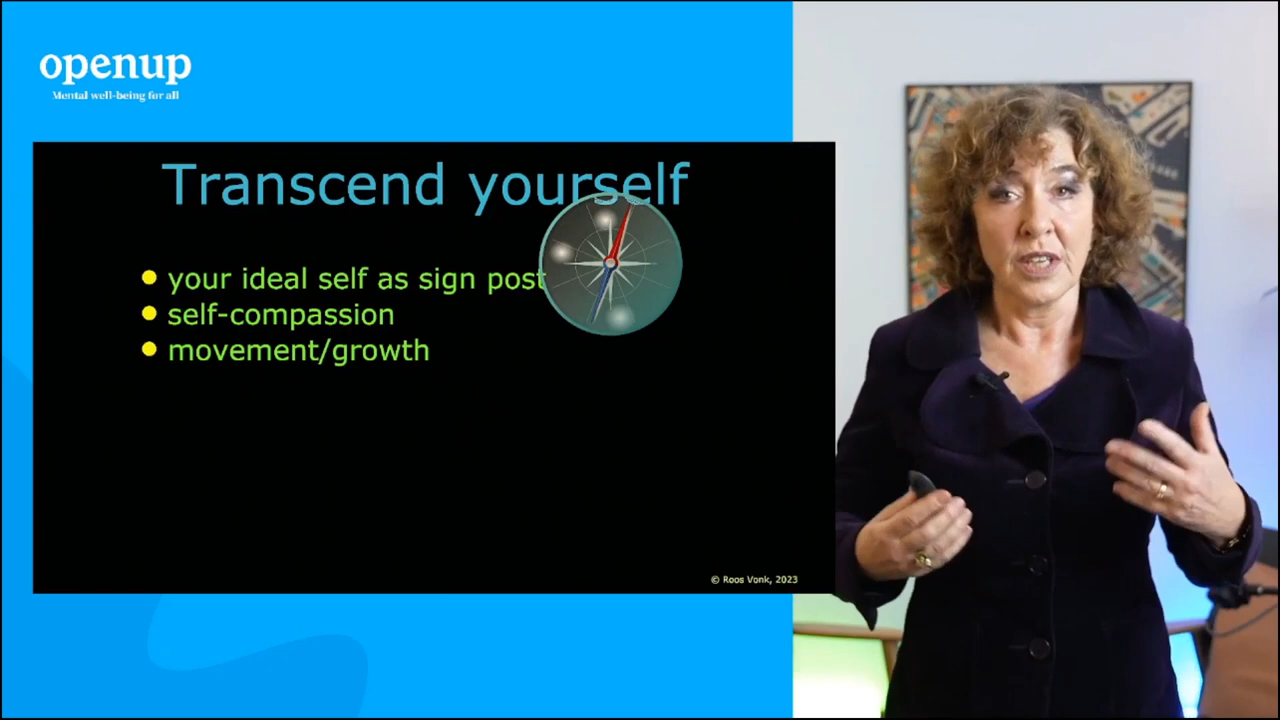 openup
Mental well-being for all
Transcend yourself
your ideal self as sign post
self-compassion
movement/growth
© Roos Vonk, 2023